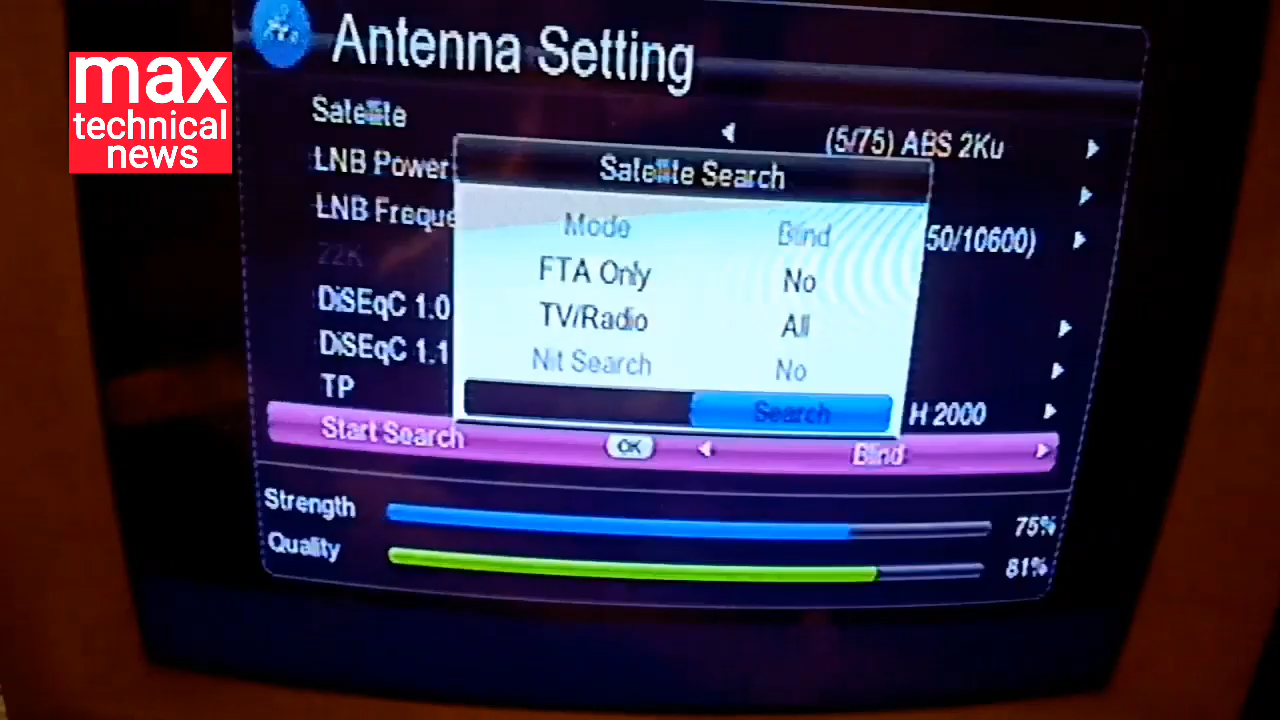 max
technical
news
Antenna Setting
Satellite
(5/75) ABS 2Ku
LNB Power
Satellite Search
LNB Freque
50/10600)
Mode Blind
22K
FTA Only No
DiSEqC 1.0
TV/Radio All
DiSEqC 1.1
Nit Search No
TP
H 2000
Search
Start Search OK Blind
Strength 75%
Quality 81%